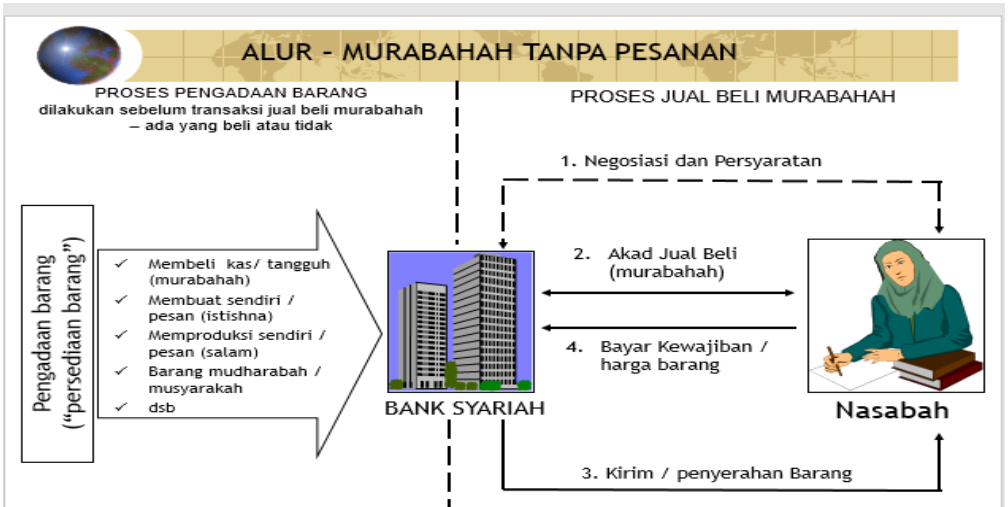 ALUR – MURABAHAH TANPA PESANAN
PROSES PENGADAAN BARANG
dilakukan sebelum transaksi jual beli murabahah
– ada yang beli atau tidak
PROSES JUAL BELI MURABAHAH
Pengadaan barang
(“persediaan barang”)
✓ Membeli kas/ tangguh
(murabahah)
✓ Membuat sendiri /
pesan (istishna)
✓ Memproduksi sendiri /
pesan (salam)
✓ Barang mudharabah /
musyarakah
✓ dsb
BANK SYARIAH
1. Negosiasi dan Persyaratan
2. Akad Jual Beli
(murabahah)
4. Bayar Kewajiban /
harga barang
Nasabah
3. Kirim / penyerahan Barang